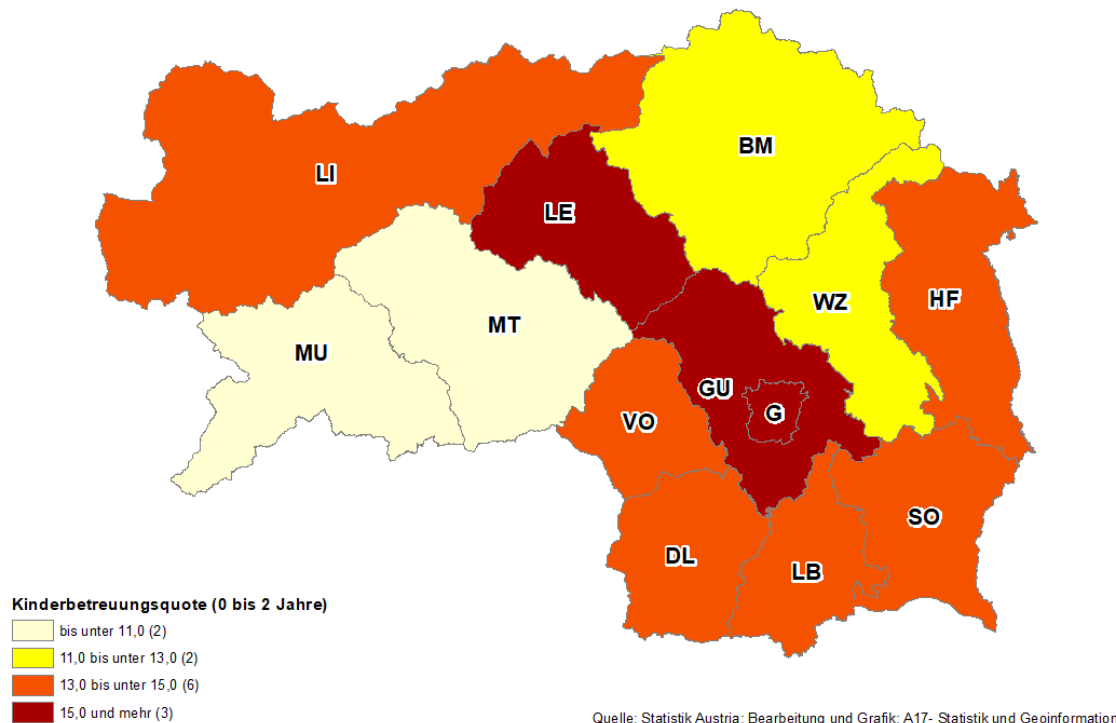 BM
LI
LE
WZ
HF
MT
MU
GU
G
VO
SO
DL
LB
Kinderbetreuungsquote (0 bis 2 Jahre)
bis unter 11,0 (2)
11,0 bis unter 13,0 (2)
13,0 bis unter 15,0 (6)
15,0 und mehr (3)
Quelle: Statistik Austria; Bearbeitung und Grafik: A17- Statistik und Geoinformation